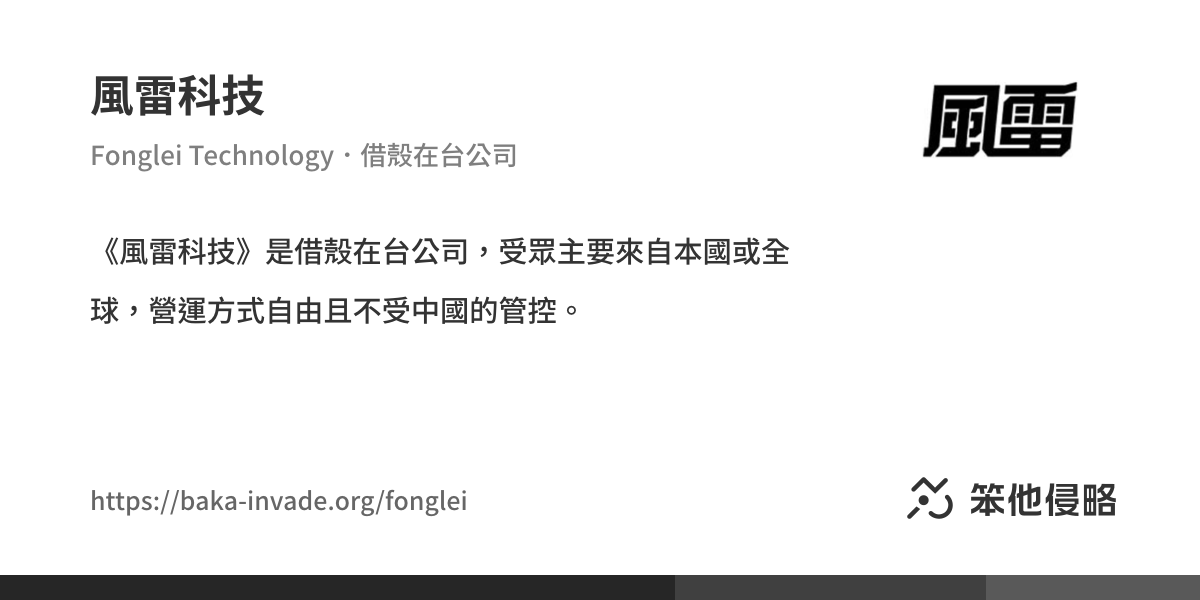 風雷科技
風雷
Fonglei Technology・借殼在台公司
《風雷科技》是借殼在台公司，受眾主要來自本國或全
球，營運方式自由且不受中國的管控。
https://baka-invade.org/fonglei
笨他侵略